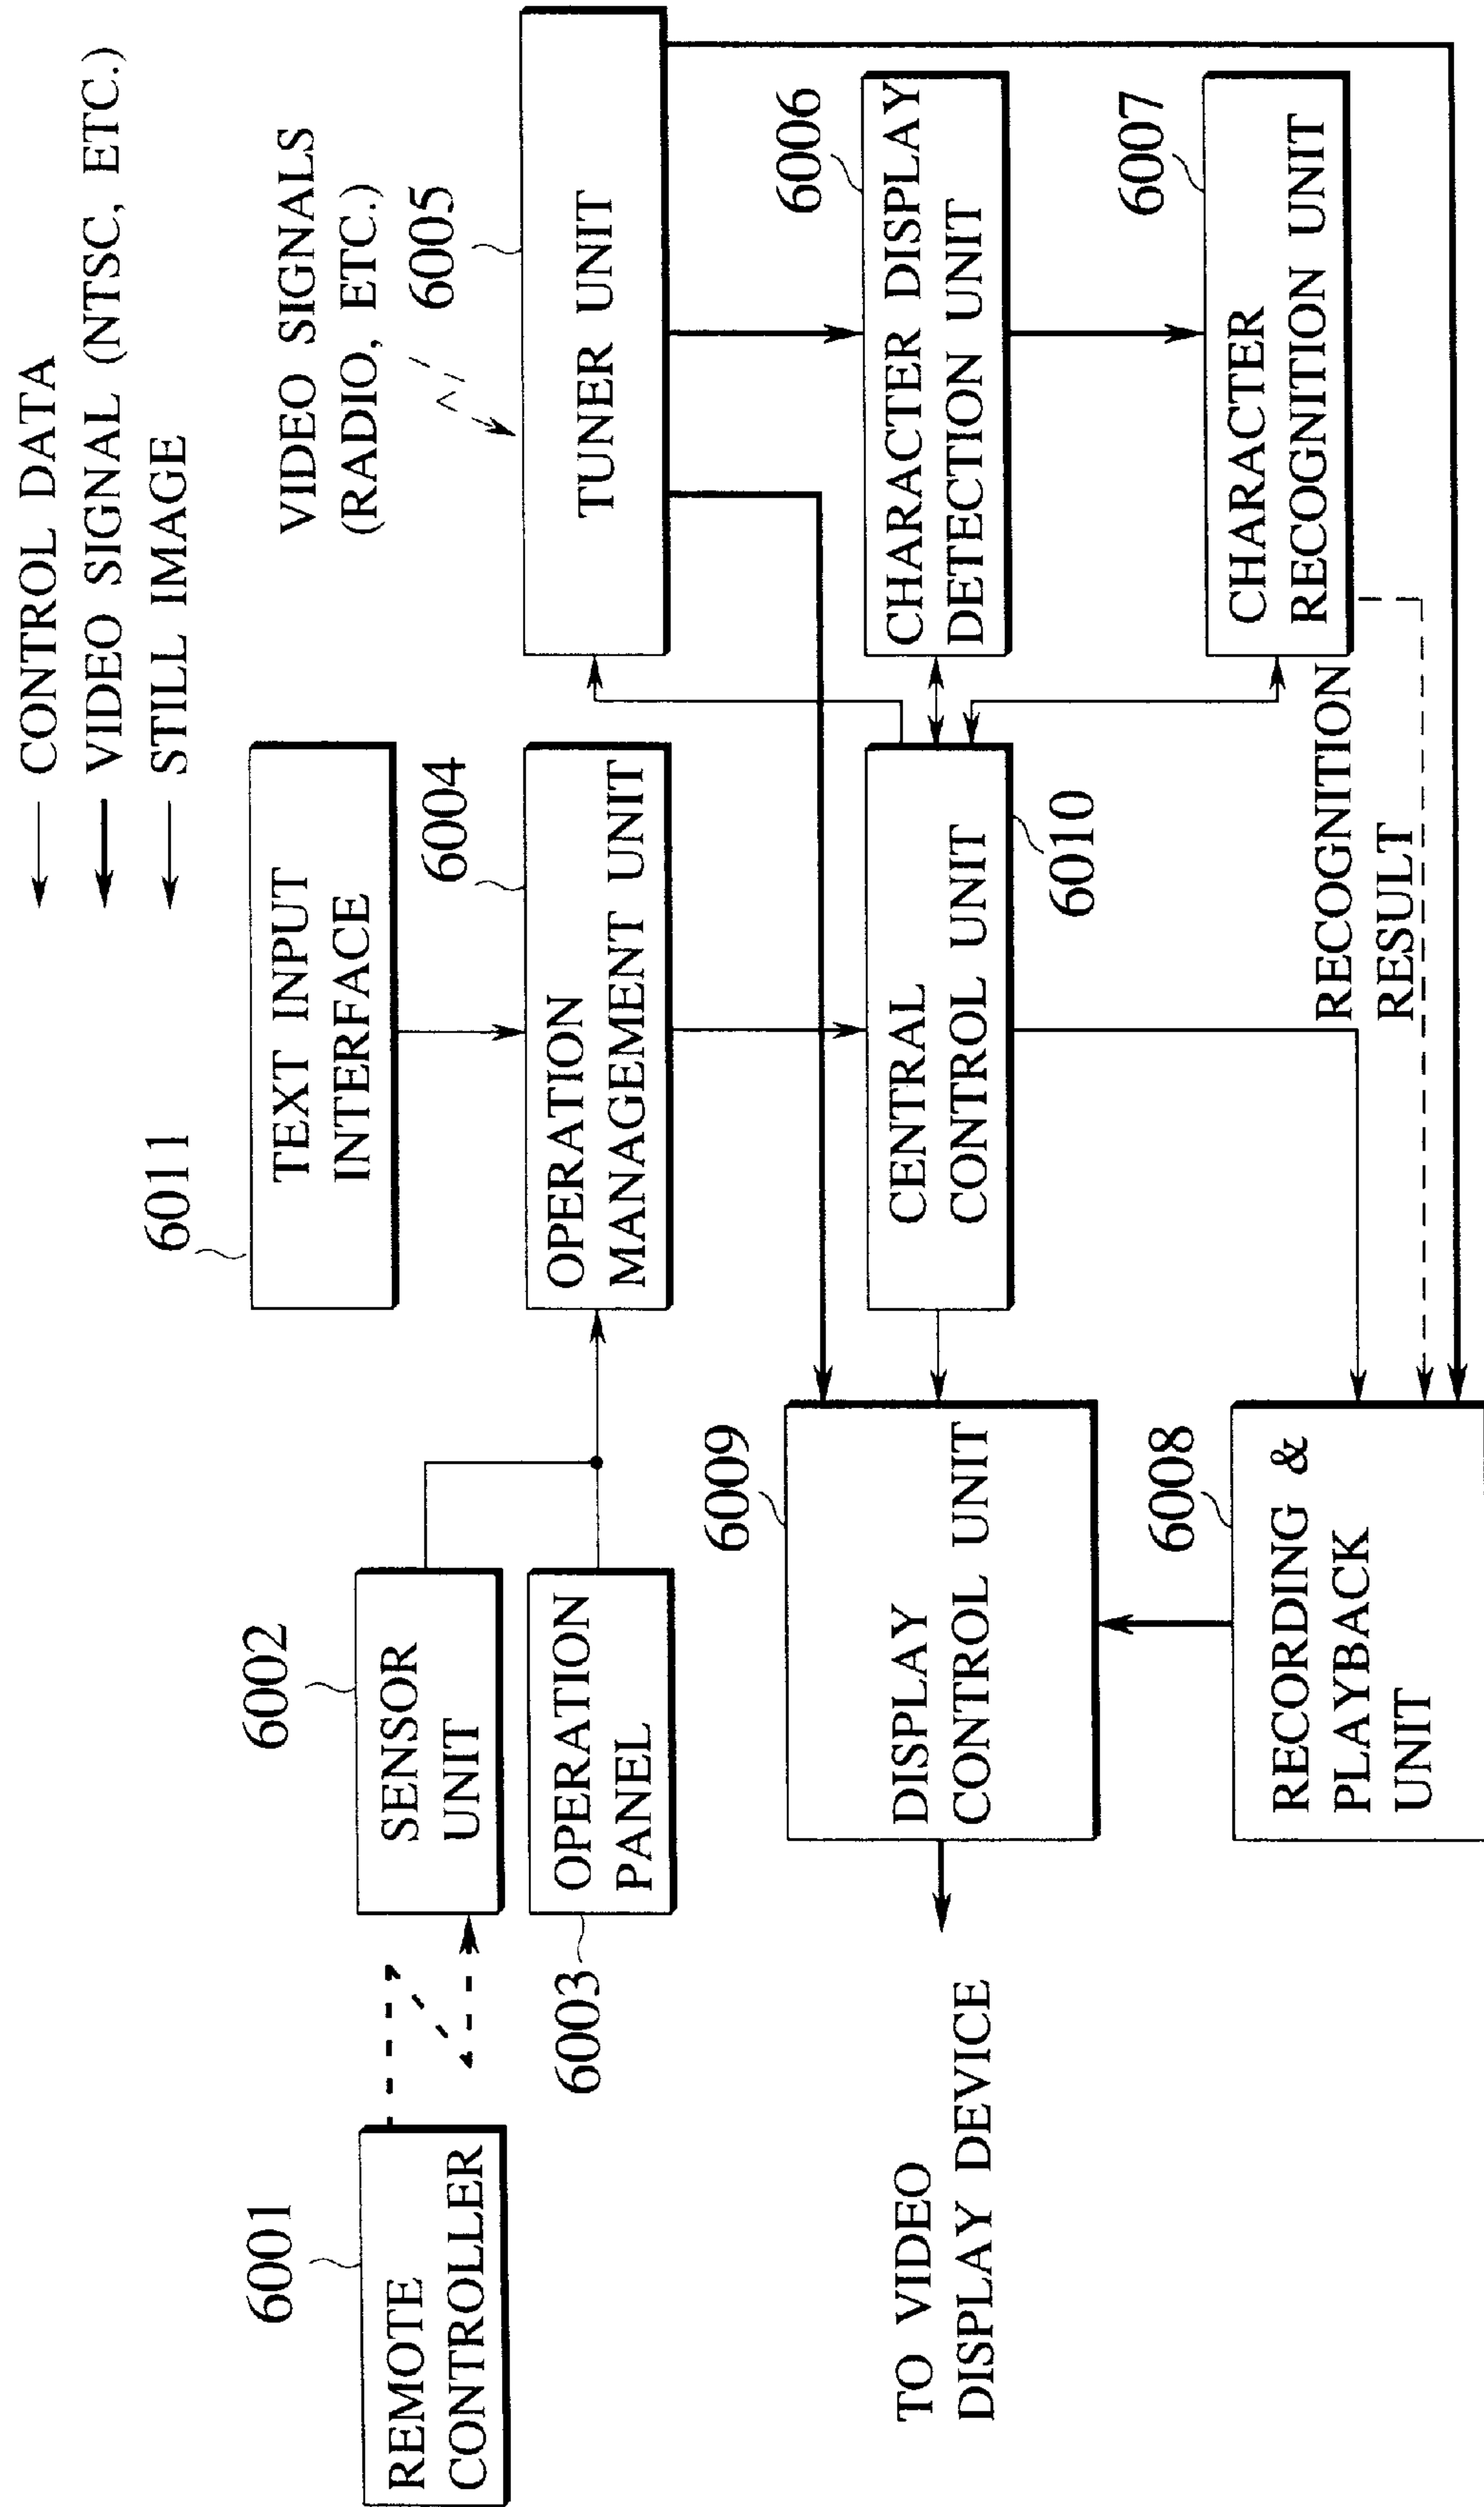 CONTROL DATA
VIDEO SIGNAL (NTSC, ETC.)
STILL IMAGE
VIDEO SIGNALS
(RADIO, ETC.)
6011
TEXT INPUT
INTERFACE
6001
REMOTE
CONTROLLER
6002
SENSOR
UNIT
6003
OPERATION
PANEL
6004
OPERATION
MANAGEMENT UNIT
6005
TUNER UNIT
6009
DISPLAY
CONTROL UNIT
CENTRAL
CONTROL UNIT
6010
6006
CHARACTER DISPLAY
DETECTION UNIT
TO VIDEO
DISPLAY DEVICE
6008
RECORDING &
PLAYBACK
UNIT
RECOGNITION
RESULT
6007
CHARACTER
RECOGNITION UNIT